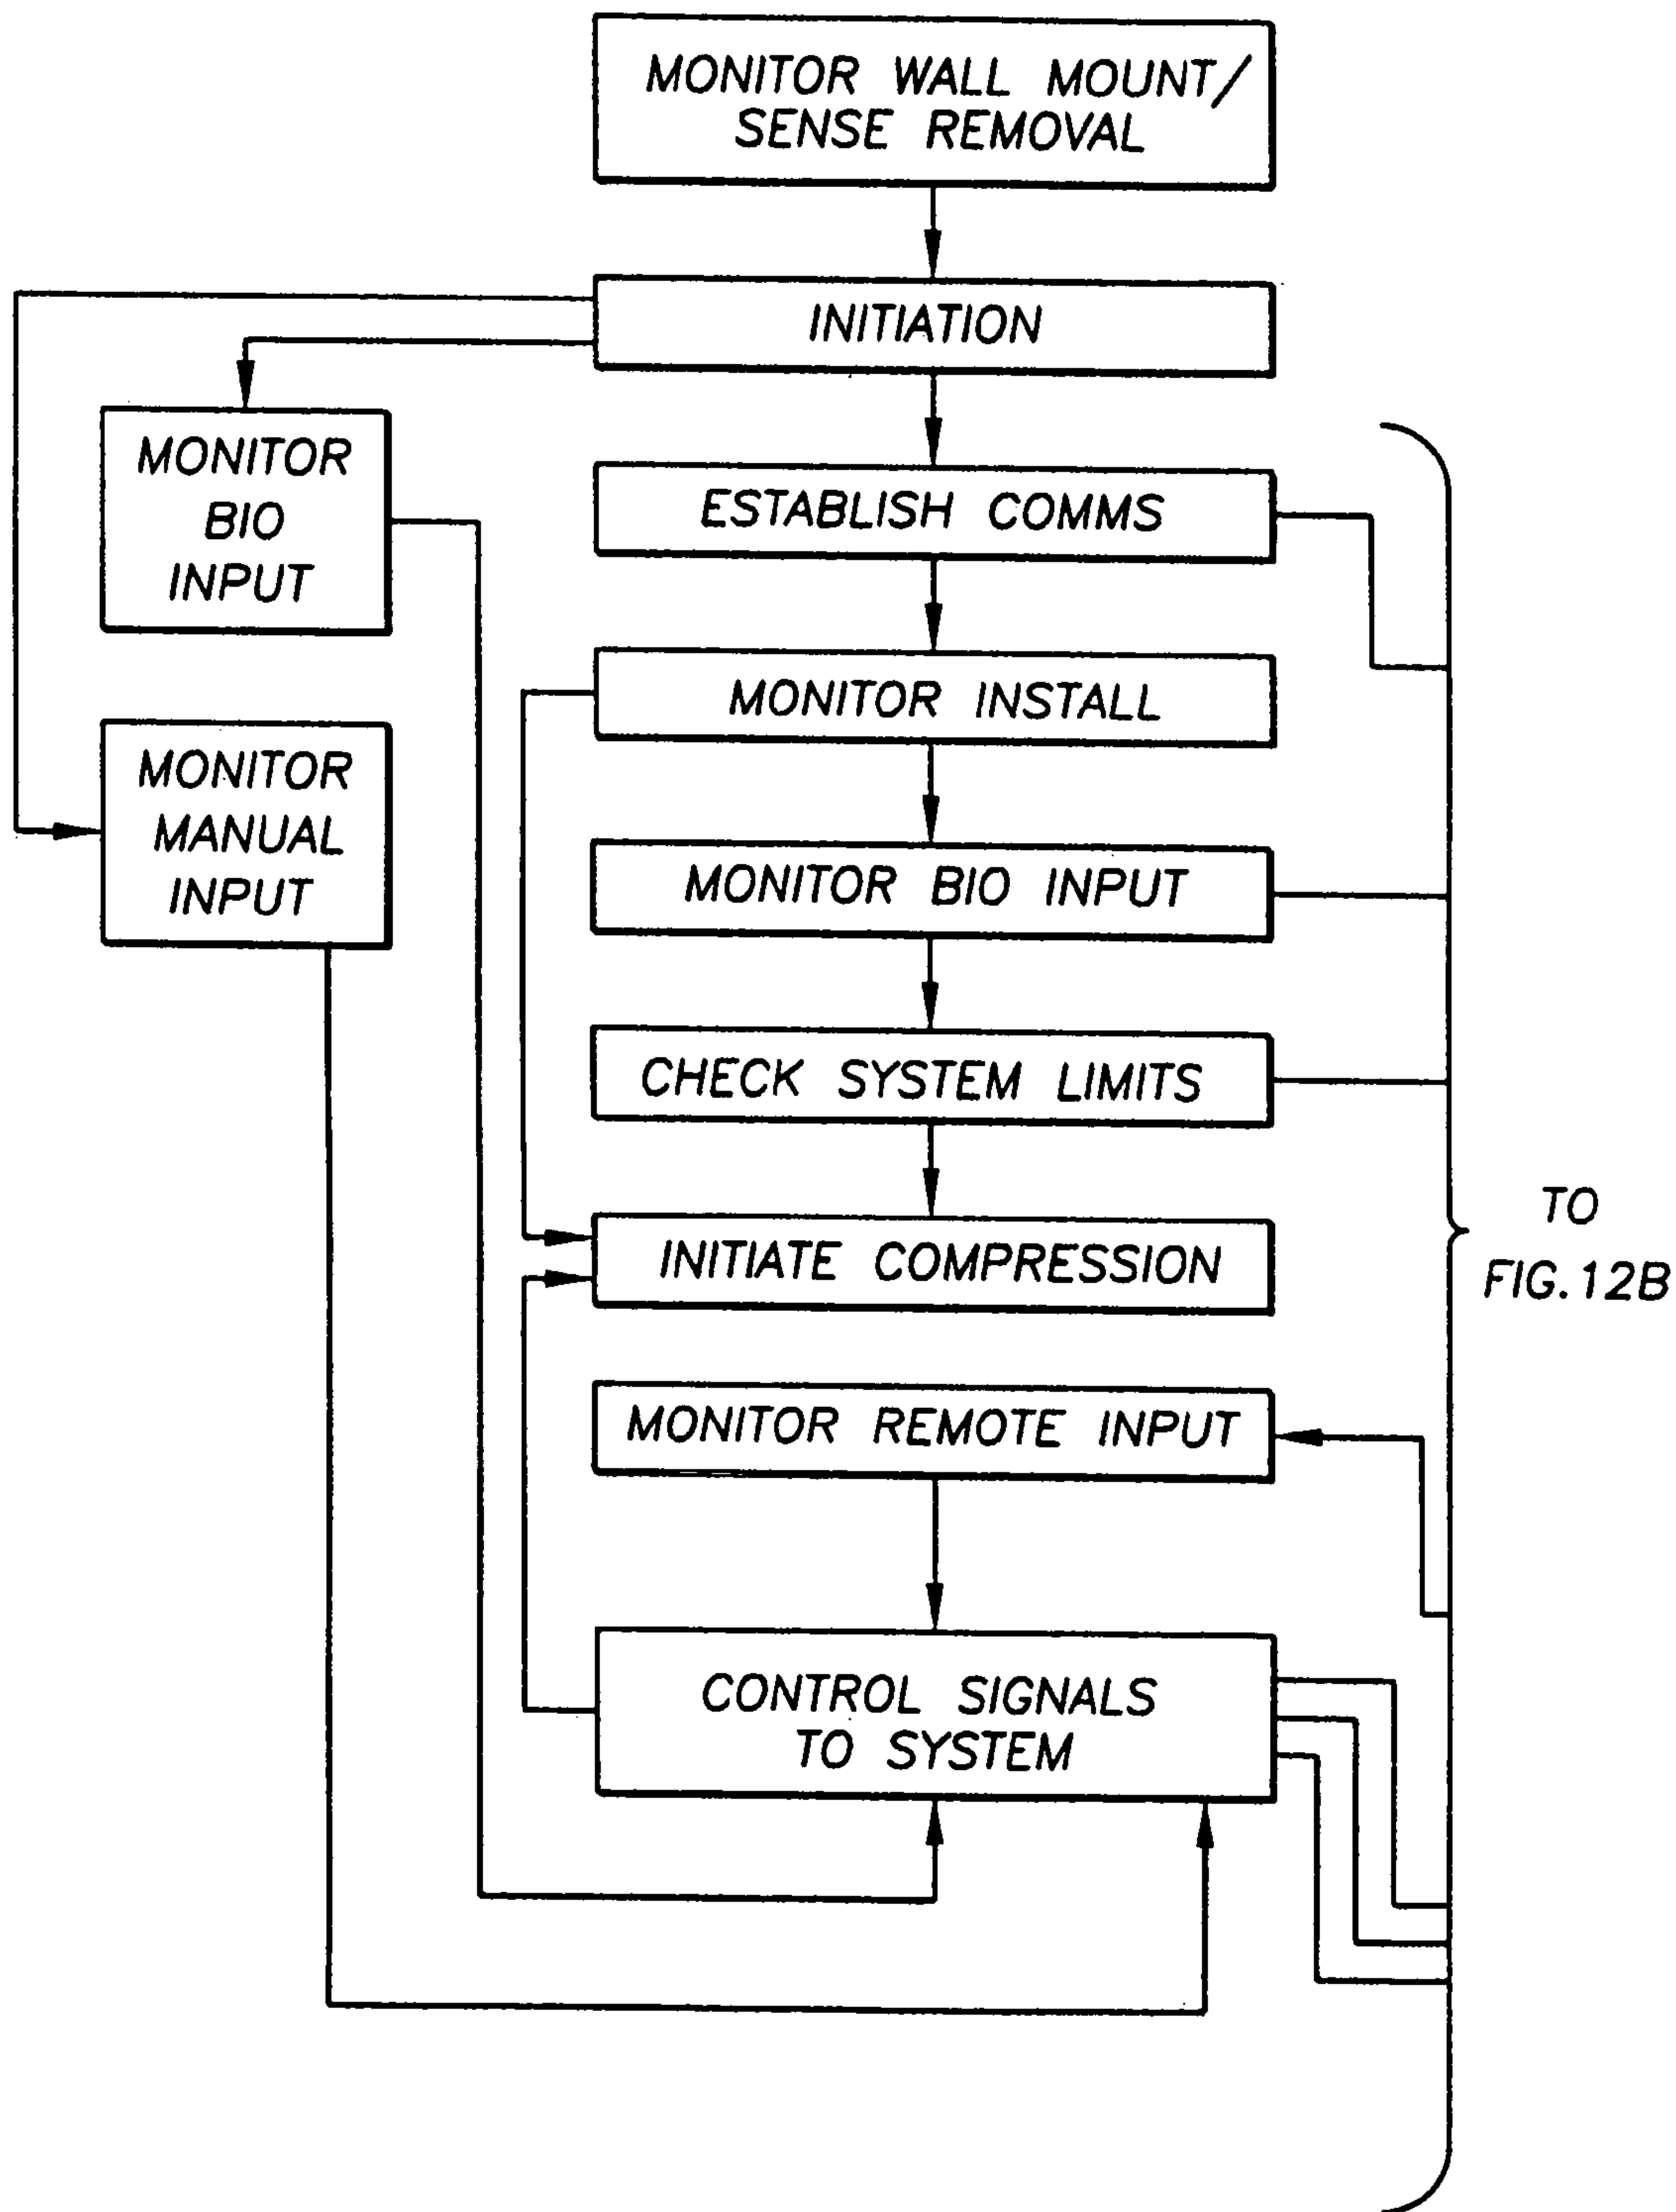 MONITOR WALL MOUNT/
SENSE REMOVAL
INITIATION
MONITOR
BIO
INPUT
ESTABLISH COMMS
MONITOR INSTALL
MONITOR
MANUAL
INPUT
MONITOR BIO INPUT
CHECK SYSTEM LIMITS
INITIATE COMPRESSION
TO
FIG.12B
MONITOR REMOTE INPUT
CONTROL SIGNALS
TO SYSTEM